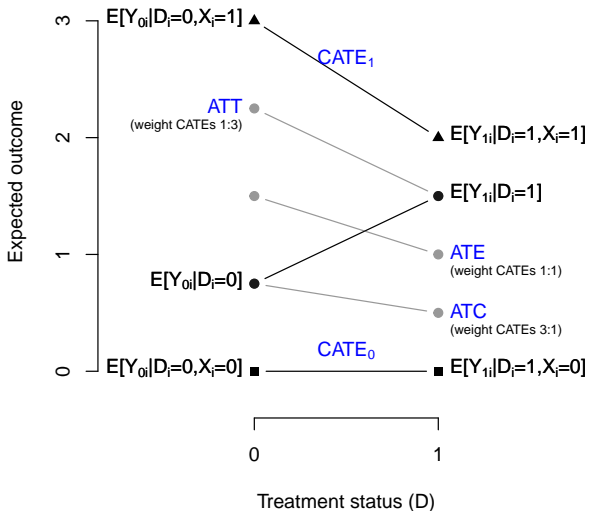 3
E[Y₀ᵢ|Dᵢ=0,Xᵢ=1]
CATE₁
ATT
(weight CATEs 1:3)
2
E[Y₁ᵢ|Dᵢ=1,Xᵢ=1]
E[Y₁ᵢ|Dᵢ=1]
Expected outcome
1
ATE
(weight CATEs 1:1)
E[Y₀ᵢ|Dᵢ=0]
ATC
(weight CATEs 3:1)
CATE₀
0
E[Y₀ᵢ|Dᵢ=0,Xᵢ=0]
E[Y₁ᵢ|Dᵢ=1,Xᵢ=0]
0 1
Treatment status (D)